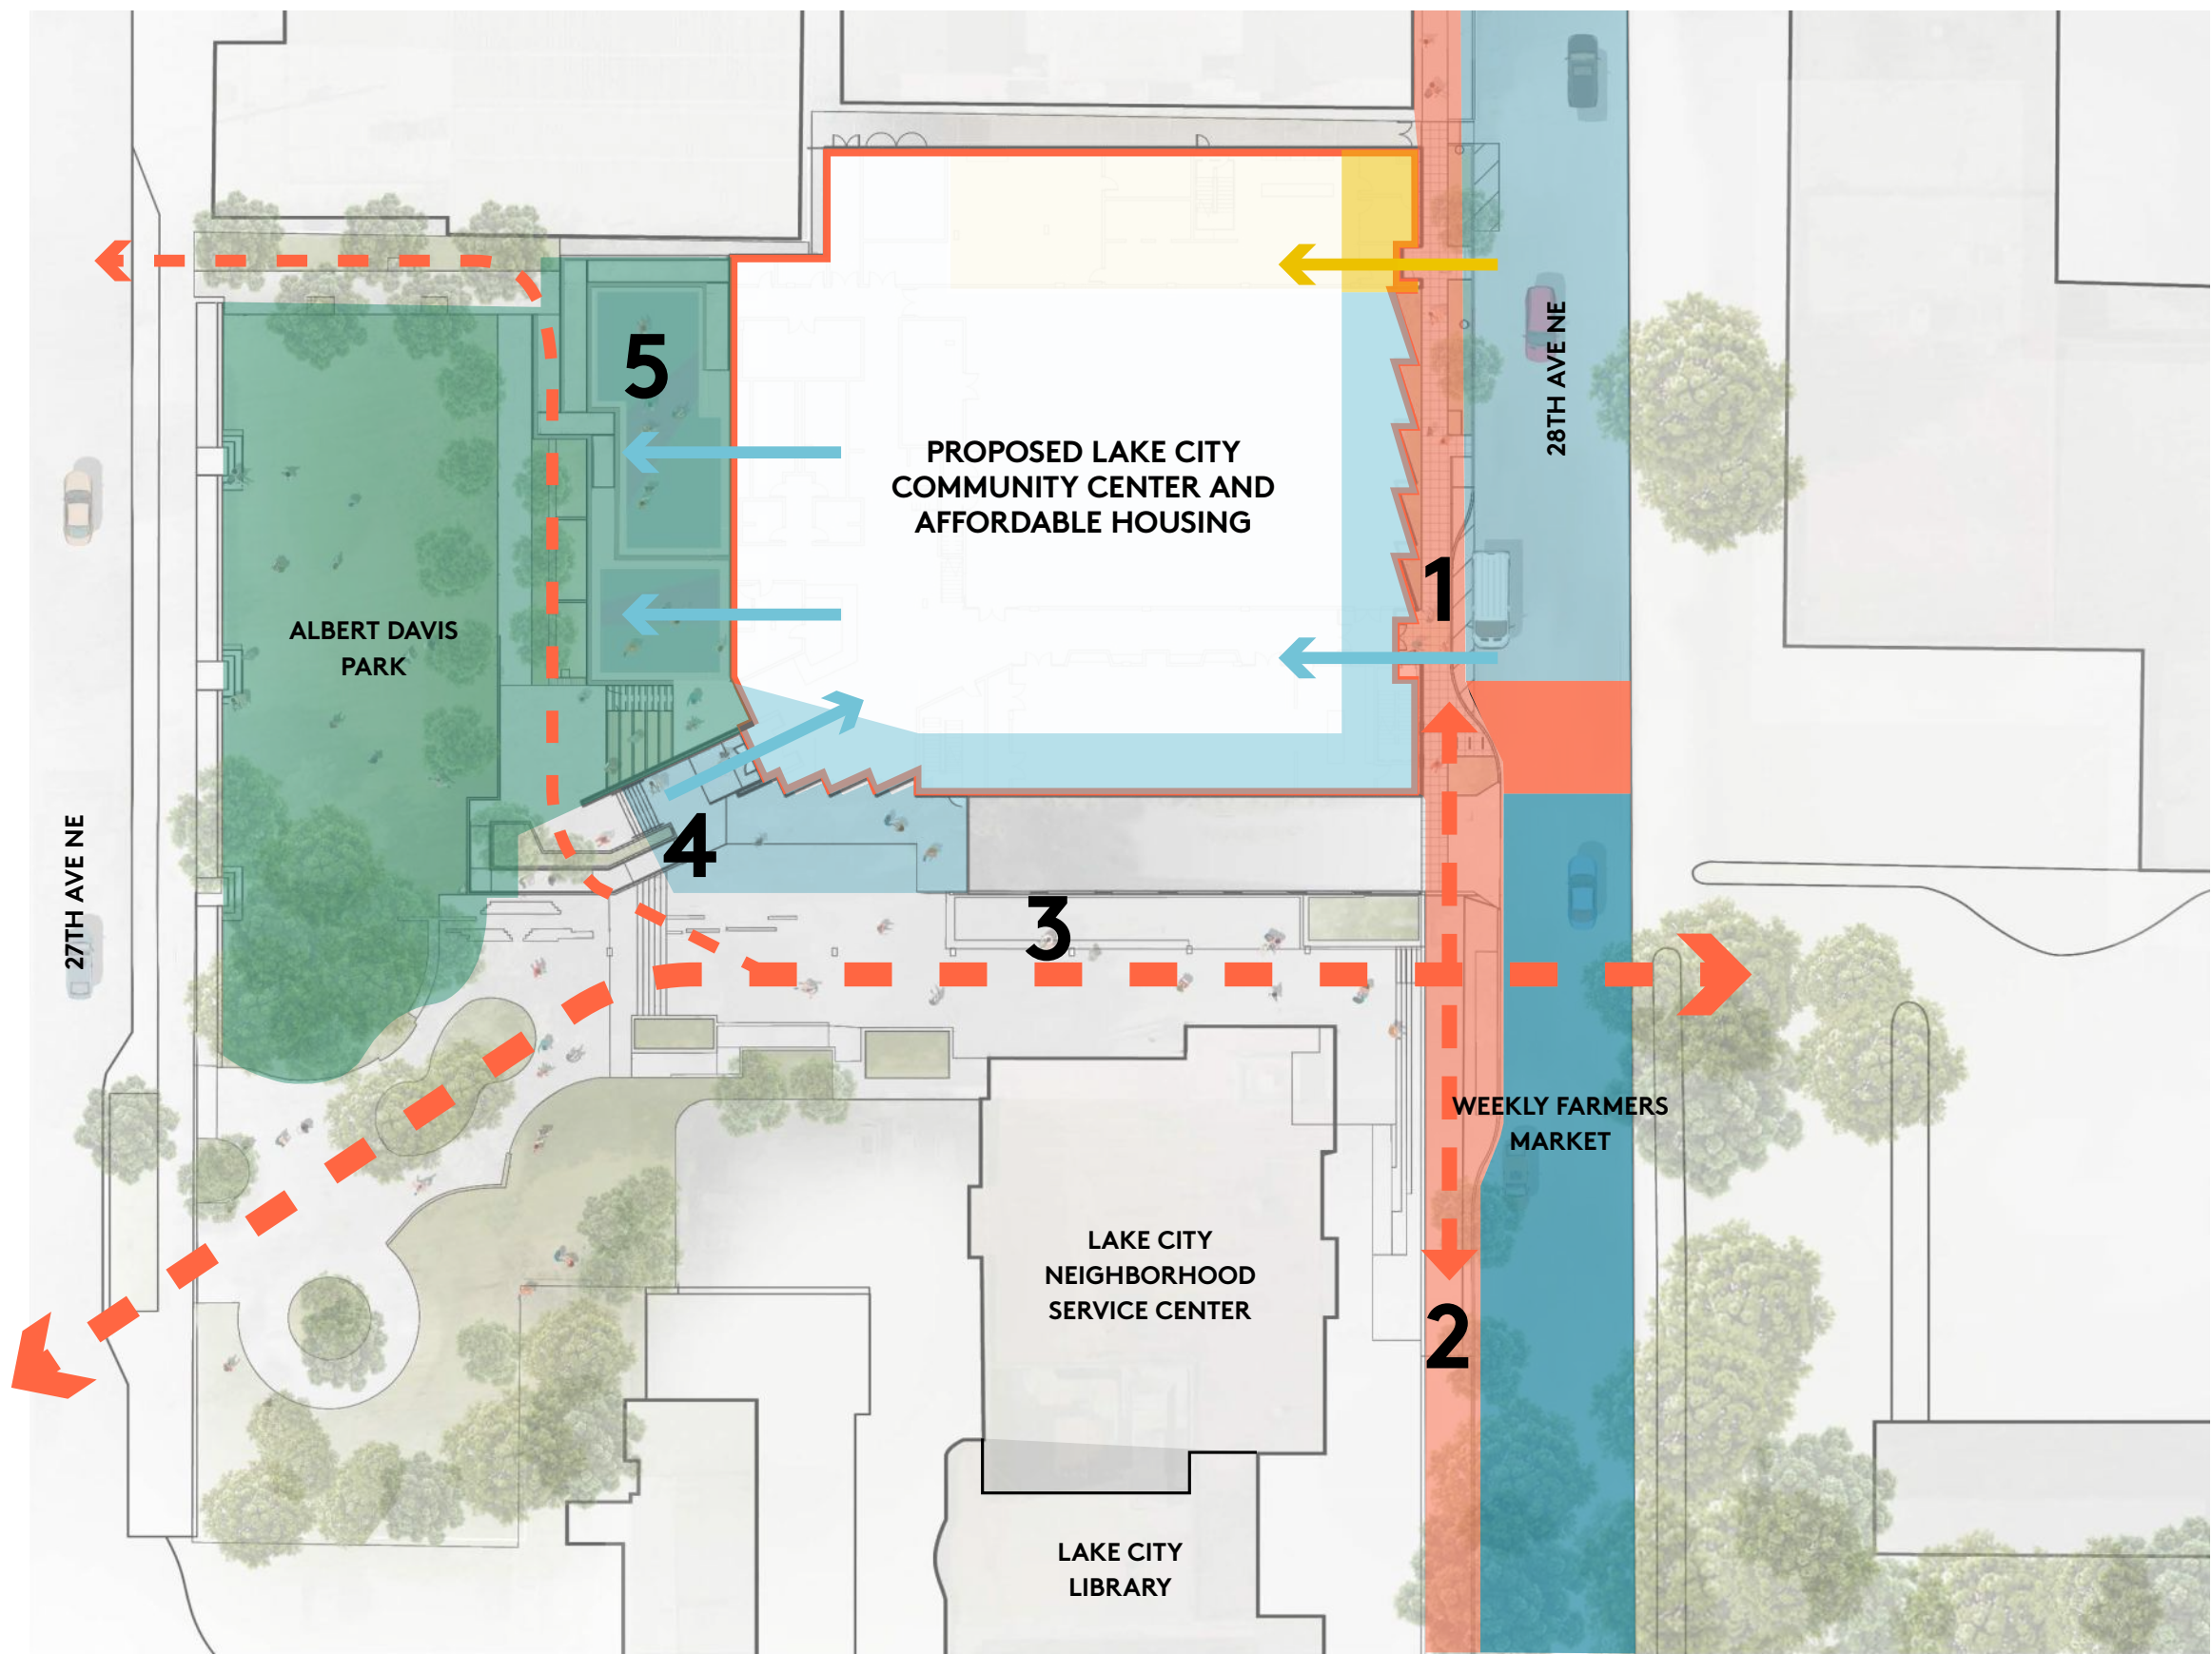 5
PROPOSED LAKE CITY
COMMUNITY CENTER AND
AFFORDABLE HOUSING
28TH AVE NE
1
ALBERT DAVIS
PARK
4
27TH AVE NE
3
WEEKLY FARMERS
MARKET
LAKE CITY
NEIGHBORHOOD
SERVICE CENTER
2
LAKE CITY
LIBRARY